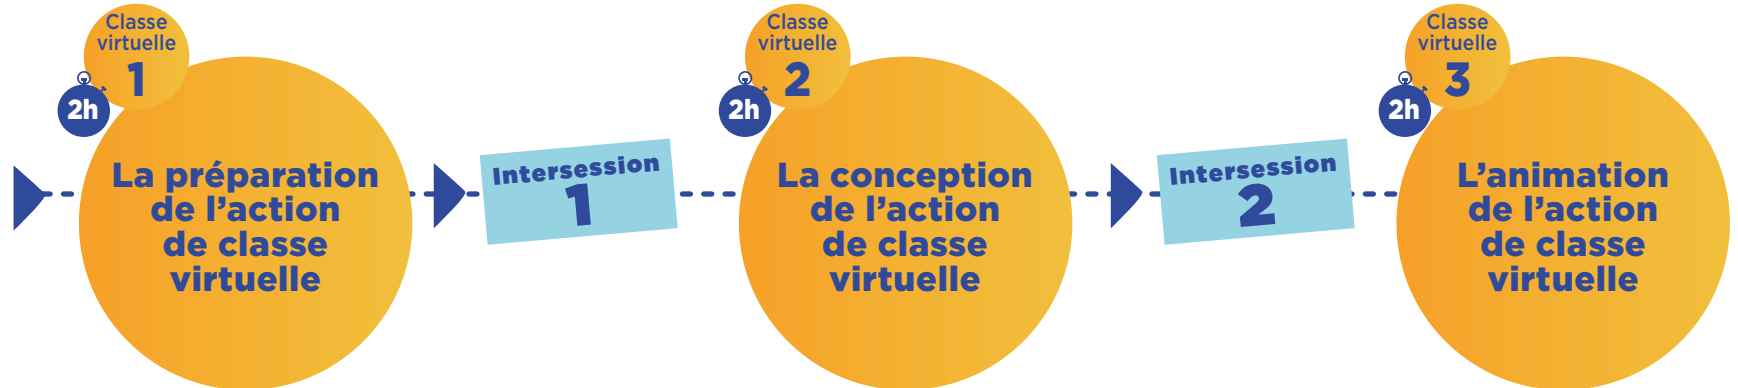 Classe
virtuelle
1
2h
La préparation
de l’action
de classe
virtuelle
Intersession
1
Classe
virtuelle
2
2h
La conception
de l’action
de classe
virtuelle
Intersession
2
Classe
virtuelle
3
2h
L’animation
de l’action
de classe
virtuelle